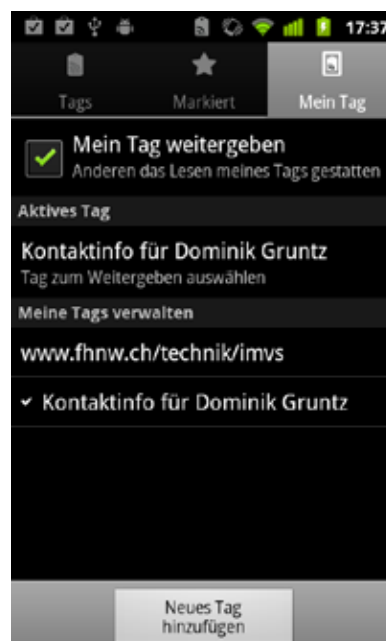 17:37
Tags
Markiert
Mein Tag
Mein Tag weitergeben
Anderen das Lesen meines Tags gestatten
Aktives Tag
Kontaktinfo für Dominik Gruntz
Tag zum Weitergeben auswählen
Meine Tags verwalten
www.fhnw.ch/technik/imvs
Kontaktinfo für Dominik Gruntz
Neues Tag
hinzufügen